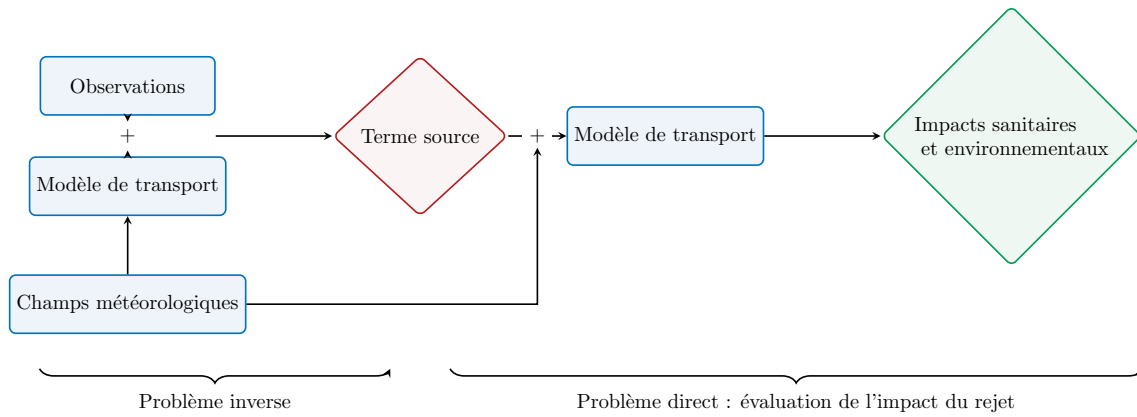 Observations
+
Modèle de transport
Champs météorologiques
Terme source
+
Modèle de transport
Impacts sanitaires
et environnementaux
Problème inverse
Problème direct : évaluation de l'impact du rejet